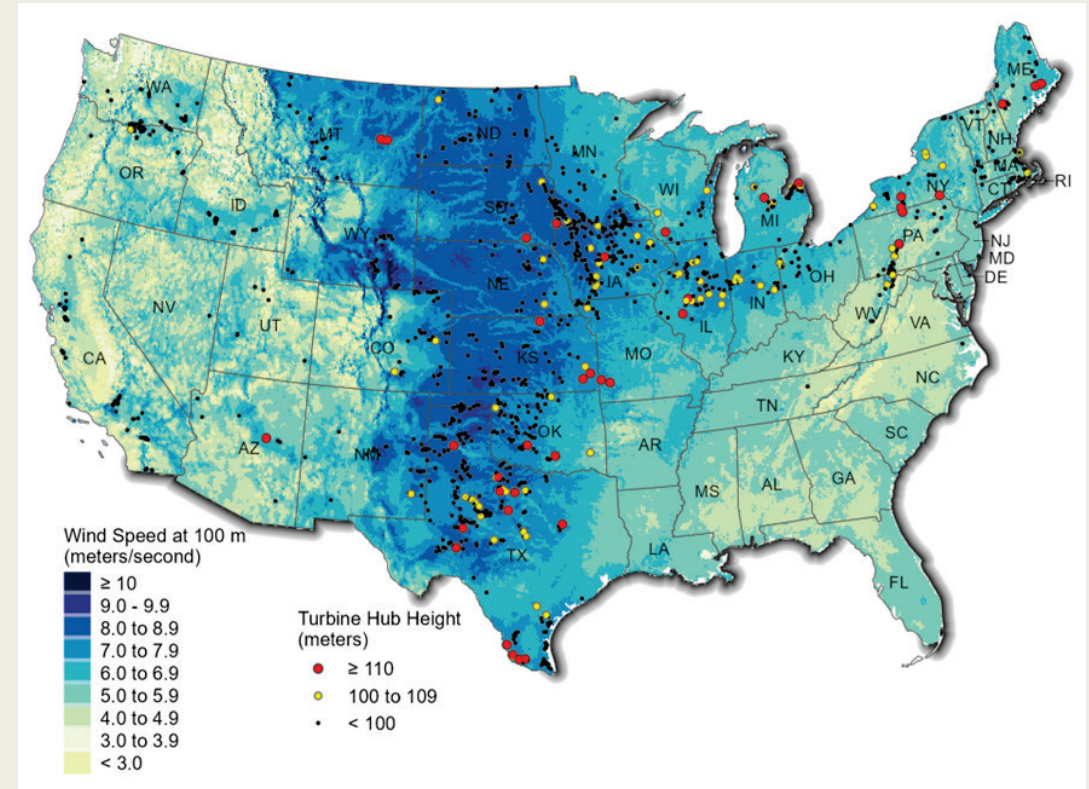 WA
ME
MT
ND
VT
MN
NH
OR
MA
WI
NY
CT
RI
ID
SD
MI
WY
PA
NJ
MD
IA
NE
OH
DE
IN
NV
IL
WV
UT
VA
CO
KS
MO
KY
CA
NC
TN
OK
AZ
NM
AR
SC
MS
AL
GA
TX
LA
FL
Wind Speed at 100 m
(meters/second)
≥ 10
9.0 - 9.9
8.0 to 8.9
7.0 to 7.9
6.0 to 6.9
5.0 to 5.9
4.0 to 4.9
3.0 to 3.9
< 3.0
Turbine Hub Height
(meters)
≥ 110
100 to 109
< 100